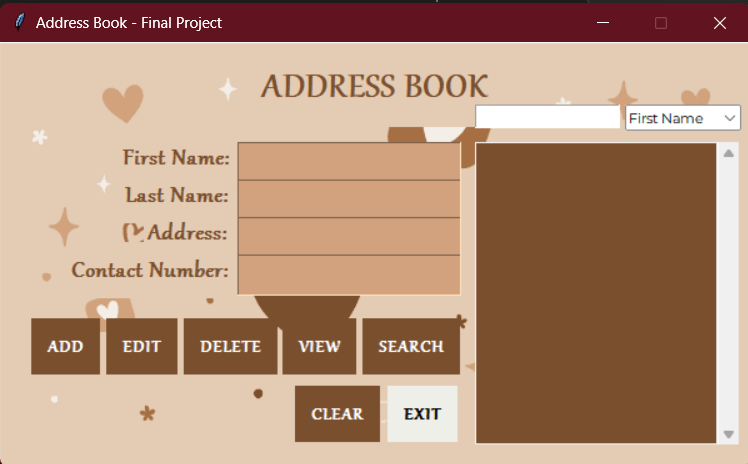 Address Book - Final Project
ADDRESS BOOK
First Name
First Name:
Last Name:
Address:
Contact Number:
ADD EDIT DELETE VIEW SEARCH
CLEAR EXIT